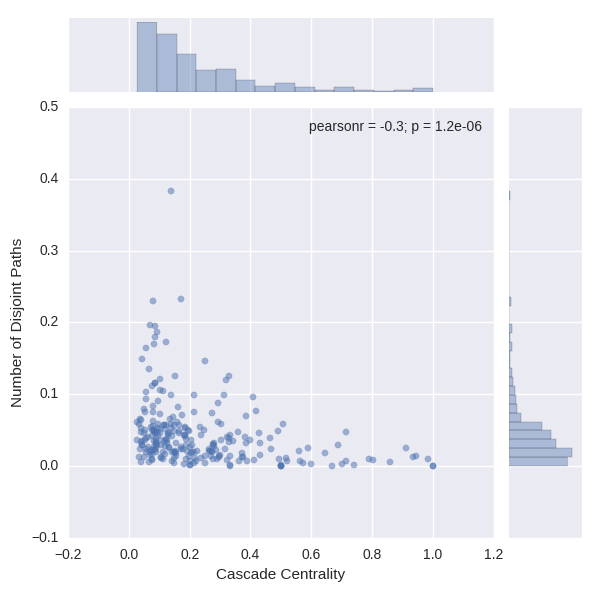 pearsonr = -0.3; p = 1.2e-06
0.5
0.4
0.3
0.2
0.1
0.0
−0.1
Number of Disjoint Paths
−0.2 0.0 0.2 0.4 0.6 0.8 1.0 1.2
Cascade Centrality